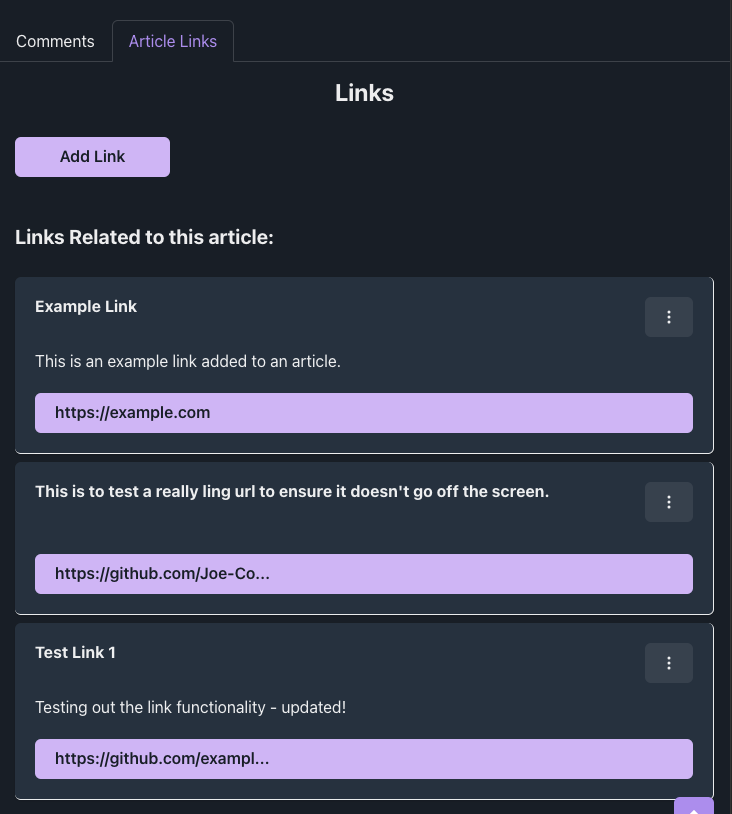 Comments
Article Links
Links
Add Link
Links Related to this article:
Example Link
This is an example link added to an article.
https://example.com
This is to test a really ling url to ensure it doesn't go off the screen.
https://github.com/Joe-Co...
Test Link 1
Testing out the link functionality - updated!
https://github.com/exampl...